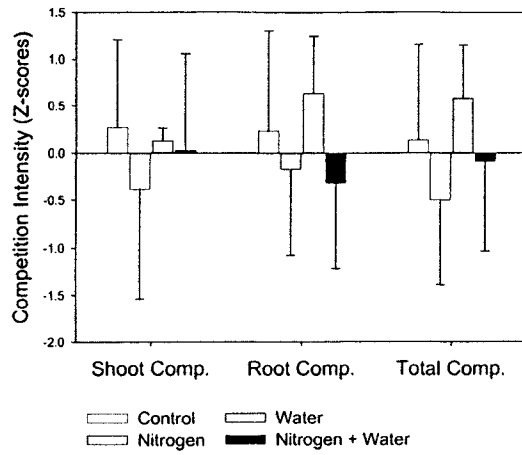 Competition Intensity (Z-scores)
1.5
1.0
0.5
0.0
-0.5
-1.0
-1.5
-2.0
Shoot Comp. Root Comp. Total Comp.
Control Water
Nitrogen Nitrogen + Water